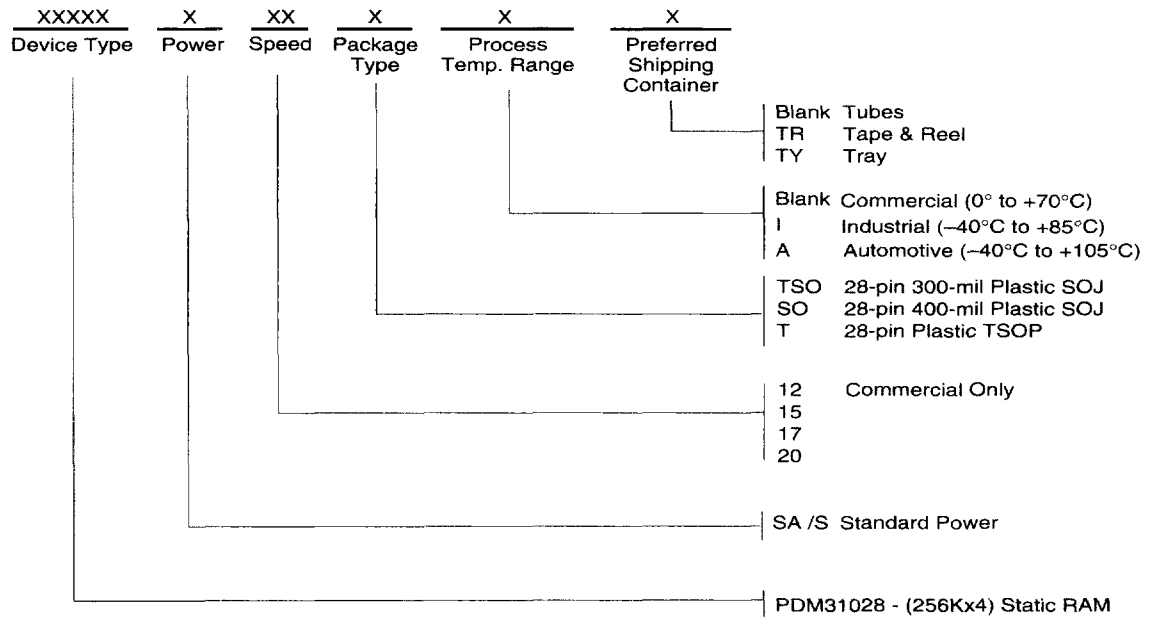 XXXXX X XX X X X
Device Type Power Speed Package Type Process Temp. Range Preferred Shipping Container
Blank Tubes
TR Tape & Reel
TY Tray
Blank Commercial (0° to +70°C)
I Industrial (–40°C to +85°C)
A Automotive (–40°C to +105°C)
TSO 28-pin 300-mil Plastic SOJ
SO 28-pin 400-mil Plastic SOJ
T 28-pin Plastic TSOP
12 Commercial Only
15
17
20
SA /S Standard Power
PDM31028 - (256Kx4) Static RAM